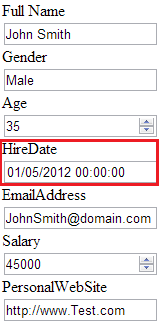 Full Name
John Smith
Gender
Male
Age
35
HireDate
01/05/2012 00:00:00
EmailAddress
JohnSmith@domain.com
Salary
45000
PersonalWebSite
http://www.Test.com